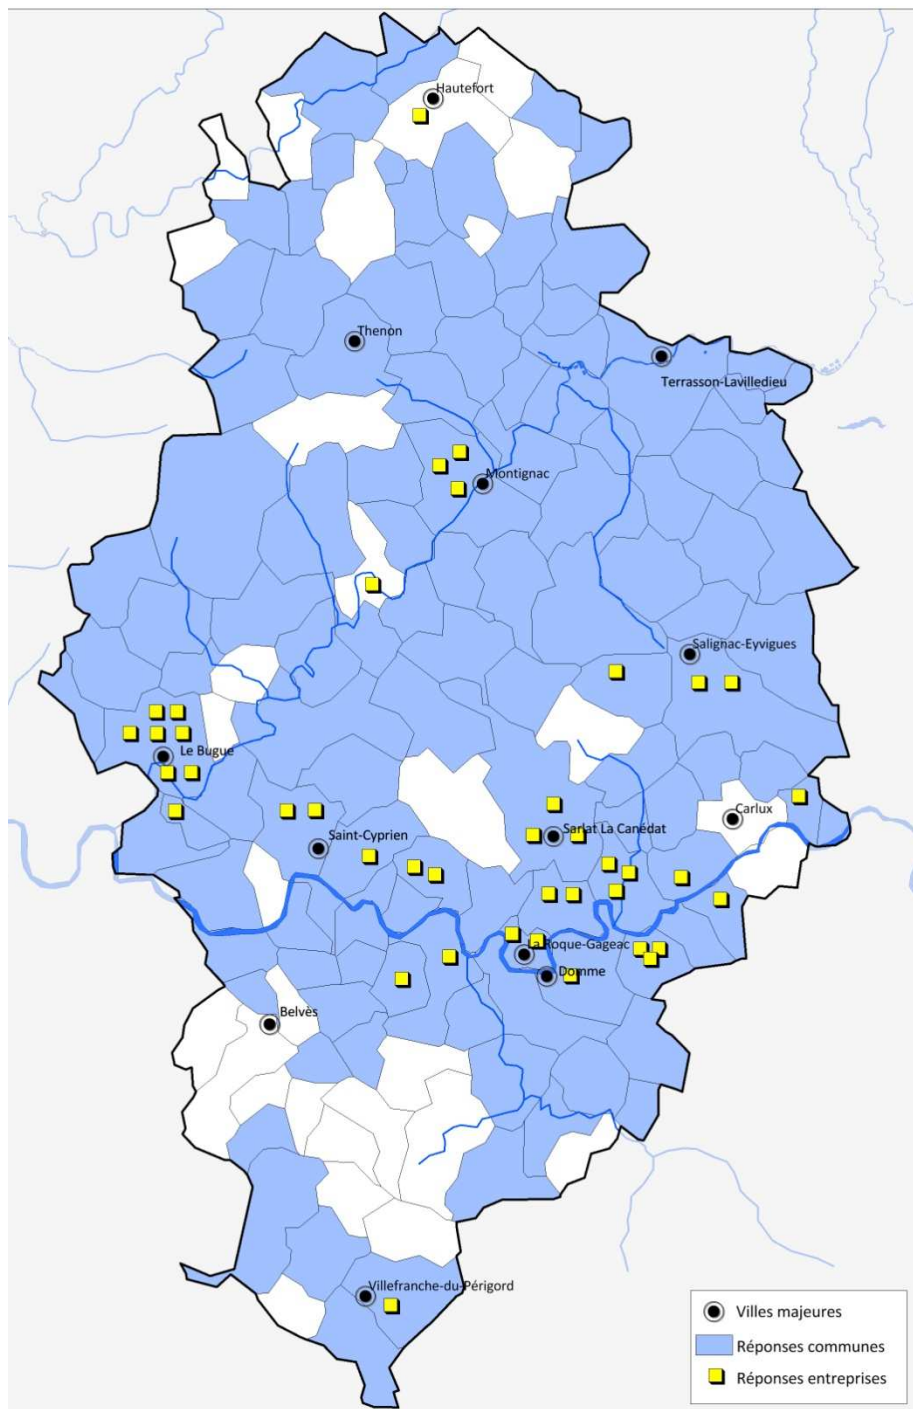 Hautefort
Thenon
Terrasson-Lavilledieu
Montignac
Salignac-Eyvigues
Le Bugue
Carlux
Sarlat La Canédat
Saint-Cyprien
La Roque-Gageac
Domme
Belvès
Villefranche-du-Périgord
Villes majeures
Réponses communes
Réponses entreprises